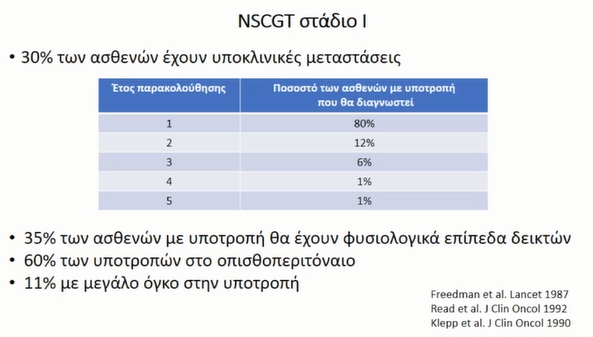 NSCGT στάδιο Ι
• 30% των ασθενών έχουν υποκλινικές μεταστάσεις
Έτος παρακολούθησης Ποσοστό των ασθενών με υποτροπή
που θα διαγνωστεί
1 80%
2 12%
3 6%
4 1%
5 1%
• 35% των ασθενών με υποτροπή θα έχουν φυσιολογικά επίπεδα δεικτών
• 60% των υποτροπών στο οπισθοπεριτόναιο
• 11% με μεγάλο όγκο στην υποτροπή
Freedman et al. Lancet 1987
Read et al. J Clin Oncol 1992
Klepp et al. J Clin Oncol 1990